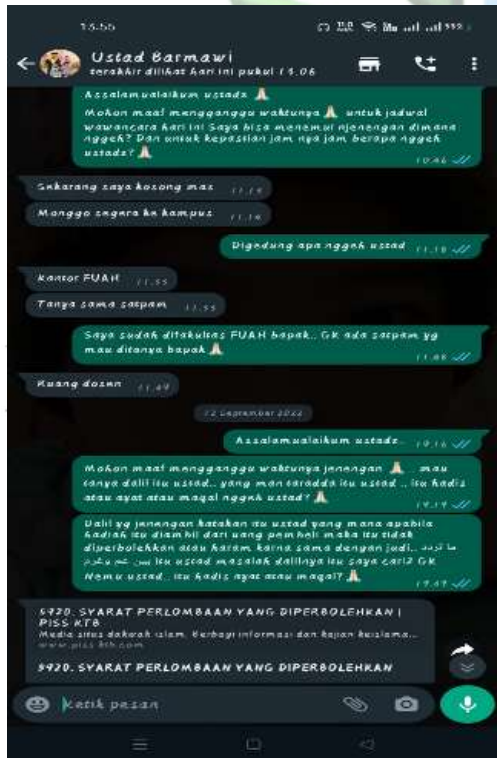 13.55
Ustad Barmawi
terakhir dilihat hari ini pukul 13.06
Assalamualaikum ustadz
Mohon maaf mengganggu waktunya untuk jadwal
wawancara hari ini Saya bisa menemui njenengan dimana
nggeh? Dan untuk kepastian jam nya jam berapa nggeh
ustadz?
10.46
Sekarang saya kosong mas
Monggo segera ke kampus
Digedung apa nggeh ustad
Kantor FUAH
Tanya sama satpam
Saya sudah difakultas FUAH bapak.. GK ada satpam yg
mau ditanya bapak
Ruang dosen
12 September 2022
Assalamualaikum ustadz..
Mohon maaf mengganggu waktunya jenengan .. mau
tanya dalil itu ustad.. yang man taradda itu ustad .. itu hadis
atau ayat atau maqal nggeh ustad?
Dalil yg jenengan katakan itu ustad yang mana apabila
hadiah itu diambil dari uang pembeli maka itu tidak
diperbolehkan atau haram karna sama dengan judi..
itu ustad masalah dalilnya itu saya cari2 GK
Nemu ustad.. itu hadis ayat atau maqal?
5920. SYARAT PERLOMBAAN YANG DIPERBOLEHKAN |
PISS KTB
Media situs dakwah islam. Berbagi informasi dan kajian keislama...
www.piss-ktb.com
5920. SYARAT PERLOMBAAN YANG DIPERBOLEHKAN
Ketik pesan